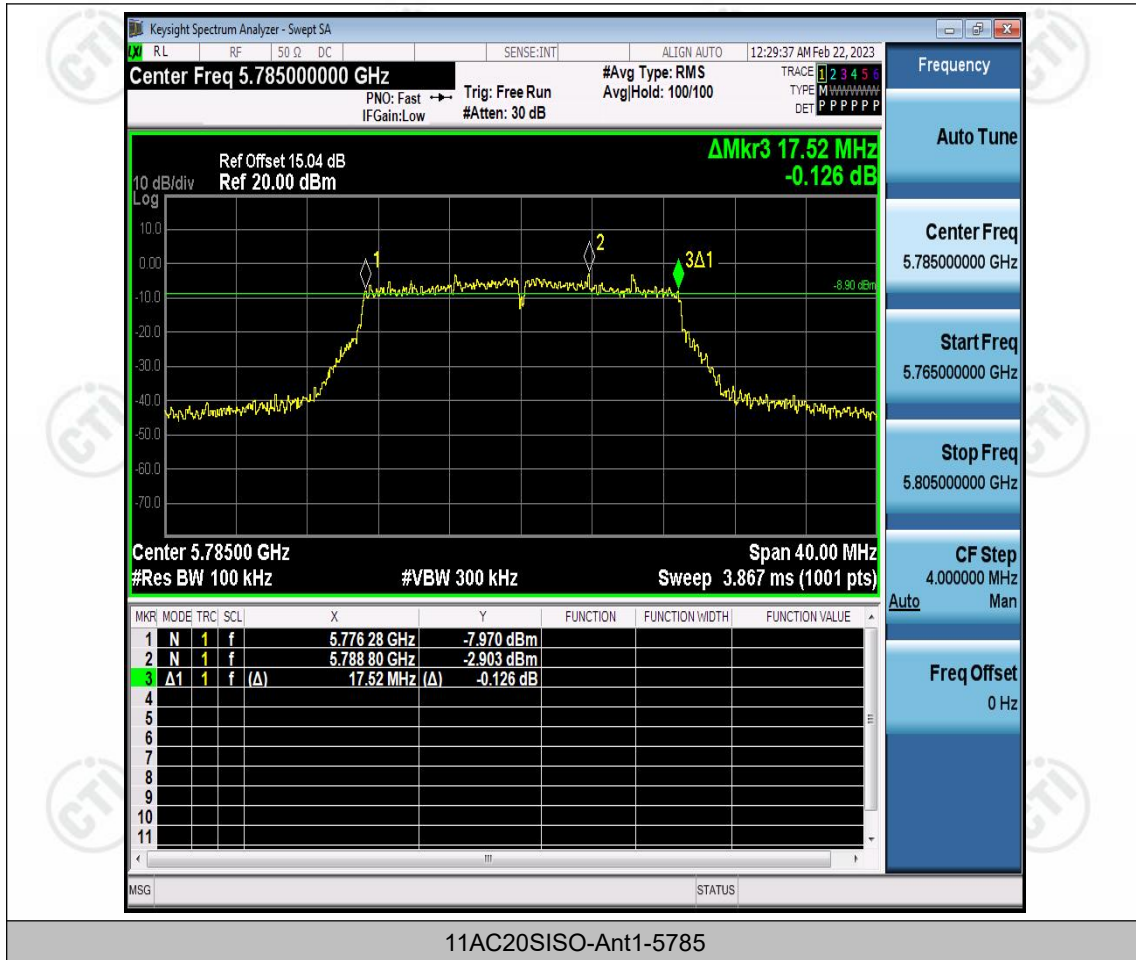 Keysight Spectrum Analyzer - Swept SA
LXI RL RF 50 Ω DC SENSE:INT ALIGN AUTO 12:29:37 AM Feb 22, 2023
Center Freq 5.785000000 GHz
PNO: Fast
IFGain:Low
Trig: Free Run
#Atten: 30 dB
#Avg Type: RMS
Avg|Hold: 100/100
TRACE 1 2 3 4 5 6
TYPE M WWWWW
DET P P P P P P
Frequency
Auto Tune
Center Freq
5.785000000 GHz
Start Freq
5.765000000 GHz
Stop Freq
5.805000000 GHz
CF Step
4.000000 MHz
Auto Man
Freq Offset
0 Hz
ΔMkr3 17.52 MHz
-0.126 dB
Ref Offset 15.04 dB
10 dB/div Ref 20.00 dBm
Log
10.0
0.00
-10.0
-20.0
-30.0
-40.0
-50.0
-60.0
-70.0
1
2
3Δ1
-8.90 dBm
Center 5.78500 GHz Span 40.00 MHz
#Res BW 100 kHz #VBW 300 kHz Sweep 3.867 ms (1001 pts)
MKR MODE TRC SCL X Y FUNCTION FUNCTION WIDTH FUNCTION VALUE
1 N 1 f 5.776 28 GHz -7.970 dBm
2 N 1 f 5.788 80 GHz -2.903 dBm
3 Δ1 1 f (Δ) 17.52 MHz (Δ) -0.126 dB
4
5
6
7
8
9
10
11
MSG STATUS
11AC20SISO-Ant1-5785
CTI
CTI
CTI
CTI
CTI
CTI